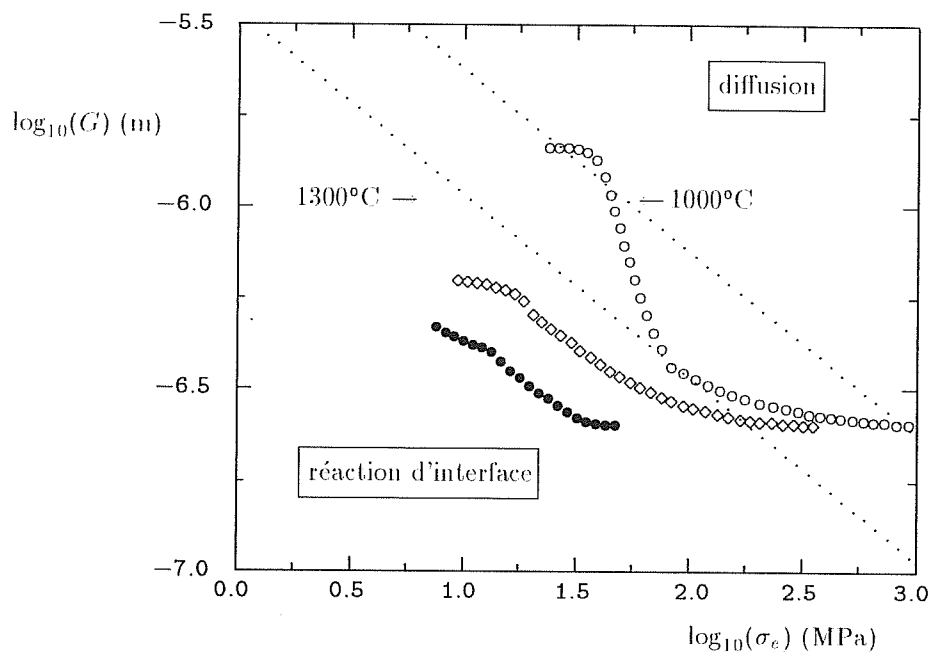 −5.5
diffusion
log₁₀(G) (m)
1300°C
1000°C
−6.0
−6.5
réaction d'interface
−7.0
0.0 0.5 1.0 1.5 2.0 2.5 3.0
log₁₀(σₑ) (MPa)